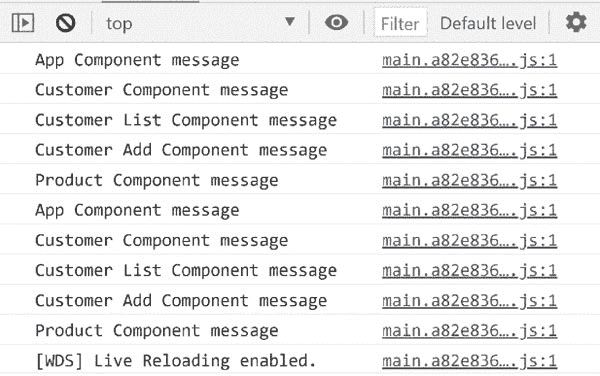 top Filter Default level
App Component message main.a82e836….js:1
Customer Component message main.a82e836….js:1
Customer List Component message main.a82e836….js:1
Customer Add Component message main.a82e836….js:1
Product Component message main.a82e836….js:1
App Component message main.a82e836….js:1
Customer Component message main.a82e836….js:1
Customer List Component message main.a82e836….js:1
Customer Add Component message main.a82e836….js:1
Product Component message main.a82e836….js:1
[WDS] Live Reloading enabled. main.a82e836….js:1